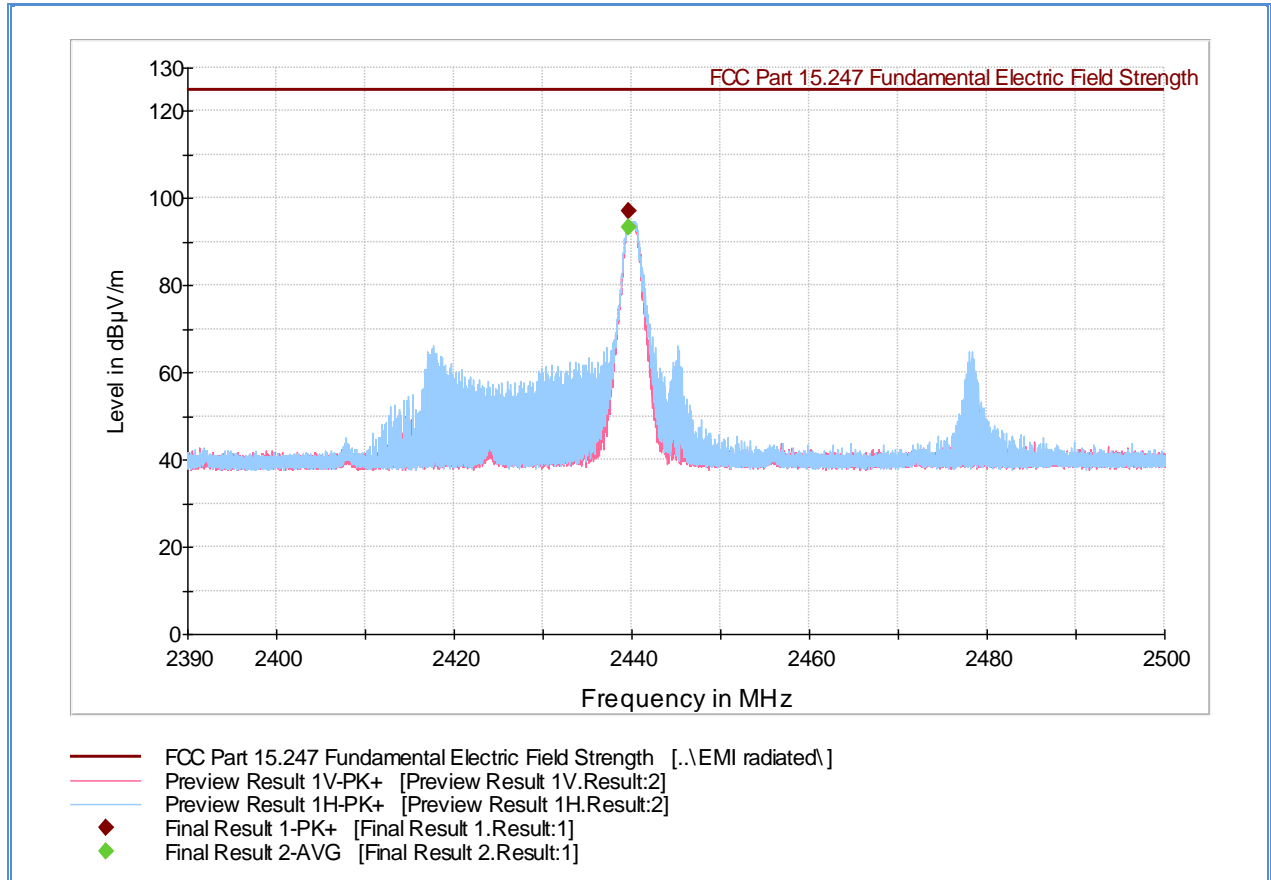 FCC Part 15.247 Fundamental Electric Field Strength
130
120
100
80
60
40
20
0
Level in dBµV/m
2390 2400 2420 2440 2460 2480 2500
Frequency in MHz
FCC Part 15.247 Fundamental Electric Field Strength [..\EMI radiated\]
Preview Result 1V-PK+ [Preview Result 1V.Result:2]
Preview Result 1H-PK+ [Preview Result 1H.Result:2]
Final Result 1-PK+ [Final Result 1.Result:1]
Final Result 2-AVG [Final Result 2.Result:1]